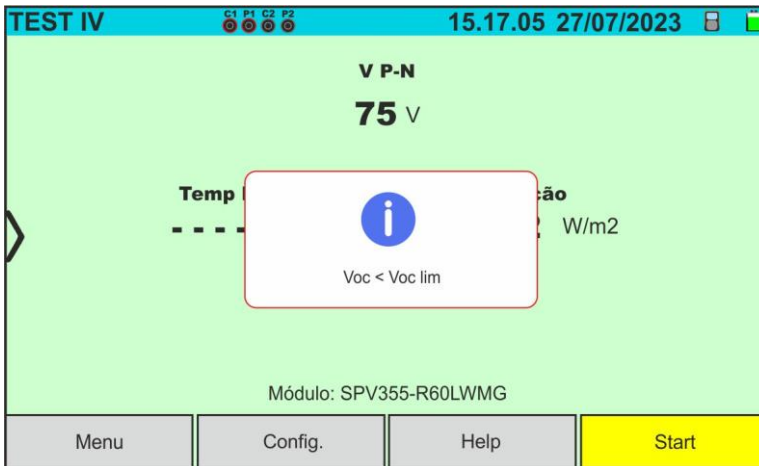 TEST IV C1 P1 C2 P2 15.17.05 27/07/2023
V P-N
75 V
Temp ção
- - - - W/m2
i
Voc < Voc lim
Módulo: SPV355-R60LWMG
Menu Config. Help Start